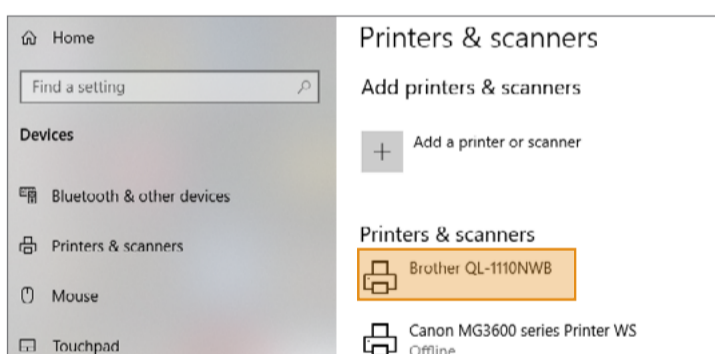 Home
Find a setting
Devices
Bluetooth & other devices
Printers & scanners
Mouse
Touchpad
Printers & scanners
Add printers & scanners
Add a printer or scanner
Printers & scanners
Brother QL-1110NWB
Canon MG3600 series Printer WS
Offline